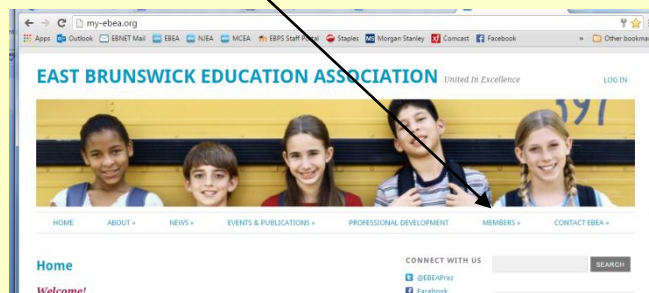 my-ebea.org
Apps Outlook EBNET Mail EBEA NJEA MCEA EBPS Staff Portal Staples Morgan Stanley Comcast Facebook » Other bookma
EAST BRUNSWICK EDUCATION ASSOCIATION United In Excellence LOG IN
397
HOME ABOUT » NEWS » EVENTS & PUBLICATIONS » PROFESSIONAL DEVELOPMENT MEMBERS » CONTACT EBEA »
Home
CONNECT WITH US
SEARCH
@EBEAPrez
Welcome!
Facebook